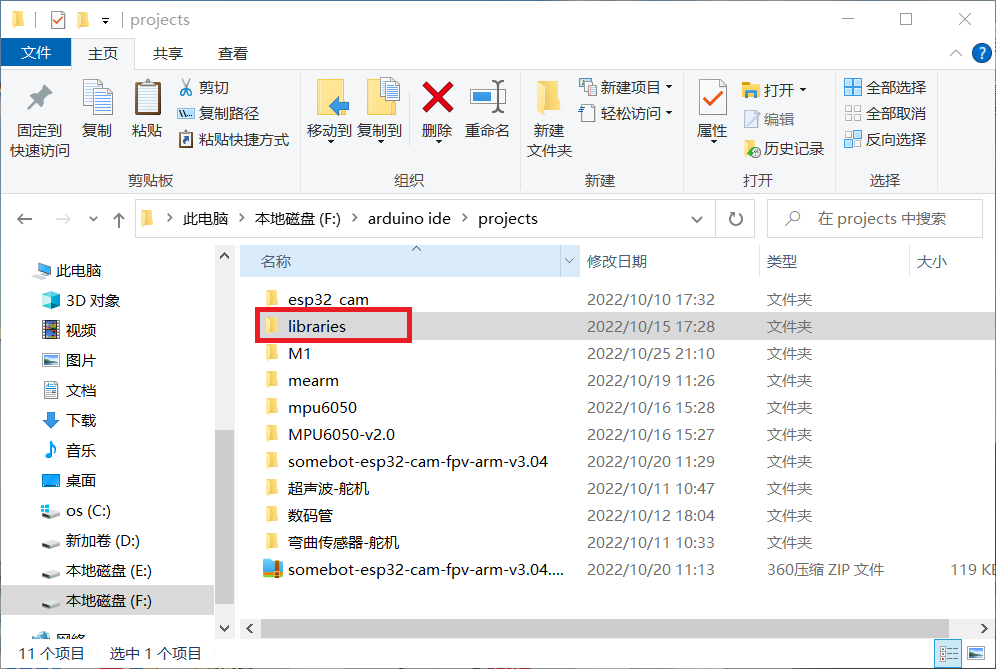 projects
文件 主页 共享 查看
固定到快速访问
复制
粘贴
剪切
复制路径
粘贴快捷方式
剪贴板
移动到
复制到
删除
重命名
组织
新建文件夹
新建项目
轻松访问
新建
属性
打开
编辑
历史记录
打开
全部选择
全部取消
反向选择
选择
此电脑 > 本地磁盘 (F:) > arduino ide > projects
在 projects 中搜索
此电脑
3D 对象
视频
图片
文档
下载
音乐
桌面
os (C:)
新加卷 (D:)
本地磁盘 (E:)
本地磁盘 (F:)
网络
名称 修改日期 类型 大小
esp32_cam 2022/10/10 17:32 文件夹
libraries 2022/10/15 17:28 文件夹
M1 2022/10/25 21:10 文件夹
mearm 2022/10/19 11:26 文件夹
mpu6050 2022/10/16 15:28 文件夹
MPU6050-v2.0 2022/10/16 15:27 文件夹
somebot-esp32-cam-fpv-arm-v3.04 2022/10/20 11:29 文件夹
超声波-舵机 2022/10/11 10:47 文件夹
数码管 2022/10/12 18:04 文件夹
弯曲传感器-舵机 2022/10/11 10:33 文件夹
somebot-esp32-cam-fpv-arm-v3.04.... 2022/10/20 11:13 360压缩 ZIP 文件 119 KB
11 个项目 选中 1 个项目